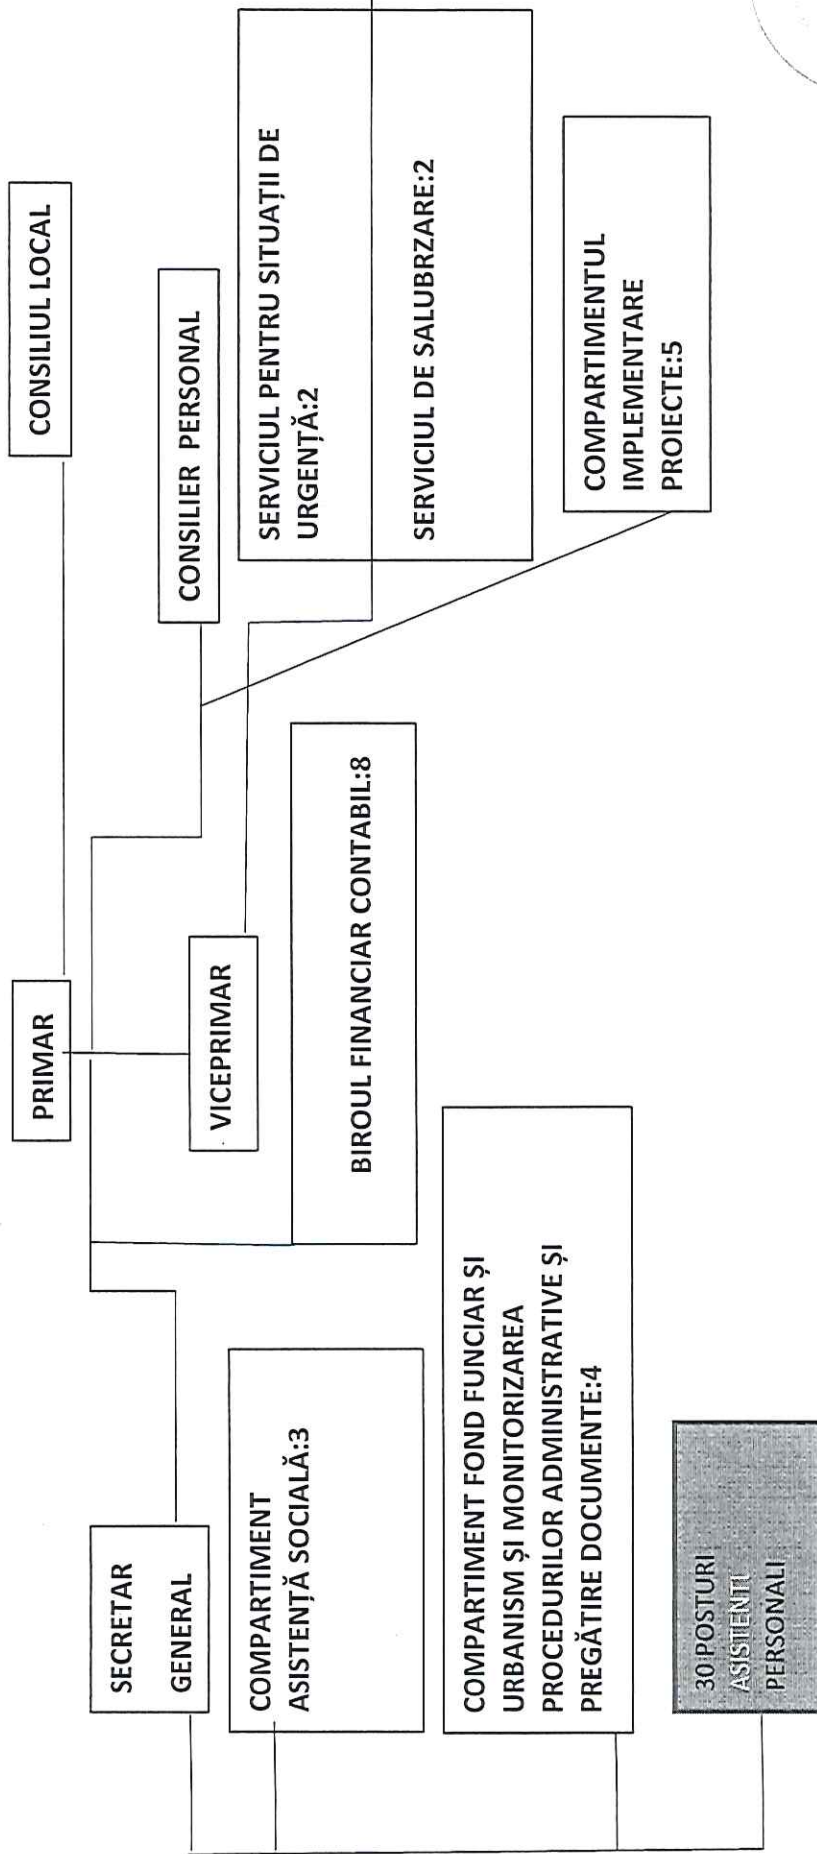 CONSILIUL LOCAL
PRIMAR
CONSILIER PERSONAL
VICEPRIMAR
SECRETAR
GENERAL
SERVICIUL PENTRU SITUAȚII DE
URGENȚĂ:2
SERVICIUL DE SALUBRZARE:2
BIROUL FINANCIAR CONTABIL:8
COMPARTIMENT
ASISTENȚĂ SOCIALĂ:3
COMPARTIMENTUL
IMPLEMENTARE
PROIECTE:5
COMPARTIMENT FOND FUNCIAR ȘI
URBANISM ȘI MONITORIZAREA
PROCEDURILOR ADMINISTRATIVE ȘI
PREGĂTIRE DOCUMENTE:4
30 POSTURI
ASISTENTI
PERSONALI